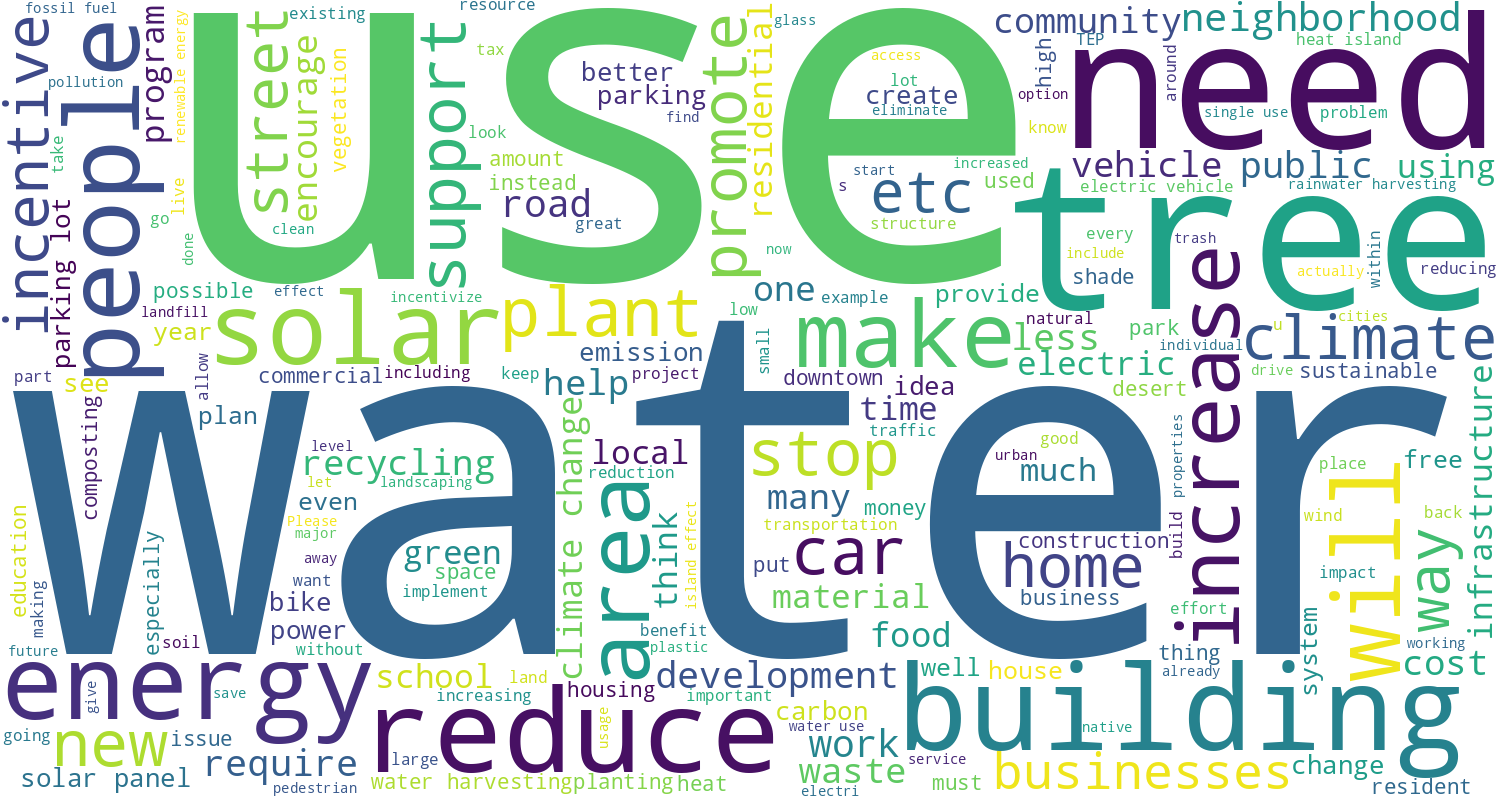 fossil fuel
existing
resource
glass
community
neighborhood
incentive
people
pollution
program
renewable energy
street
encourage
vegetation
use
support
tax
better
parking
find
look
promote
residential
access
lot
create
eliminate
high
TEP
around
heat island
need
option
single use
problem
know
take
live
go
done
clean
amount
instead
road
great
start
s
etc
increased
used
structure
now
vehicle
public
using
electric vehicle
rainwater harvesting
tree
every
include
shade
trash
actually
within
reducing
parking lot
possible
landfill
year
effect
incentivize
solar
plant
one
example
low
provide
make
less
natural
park
electric
individual
increase
u
cities
climate
drive
sustainable
desert
part
see
allow
commercial
including
keep
emission
project
help
small
downtown
idea
time
traffic
plan
composting
water
level
recycling
let
landscaping
even
Please
major
away
want
climate change
local
reduction
area
think
island effect
stop
many
money
transportation
good
urban
much
properties
build
place
free
infrastructure
will
wind
back
way
education
making
especially
green
space
implement
bike
power
soil
without
put
car
material
construction
home
business
impact
effort
future
benefit
plastic
food
thing
already
system
working
cost
energy
give
save
school
increasing
land
housing
development
important
well
house
building
native
going
new
issue
require
reduce
usage
carbon
water use
work
service
solar panel
pedestrian
large
water harvesting
planting
heat
waste
electri
must
businesses
change
resident